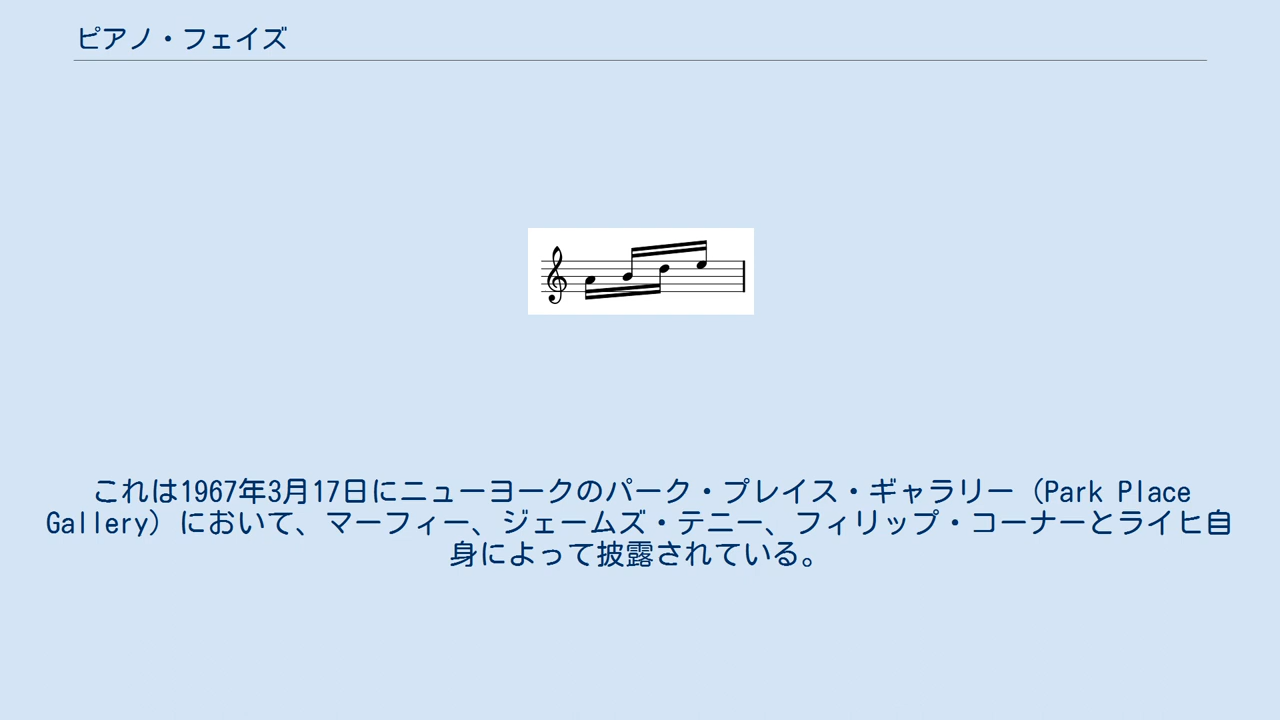 ピアノ・フェイズ
これは1967年3月17日にニューヨークのパーク・プレイス・ギャラリー（Park Place
Gallery）において、マーフィー、ジェームズ・テニー、フィリップ・コーナーとライヒ自
身によって披露されている。